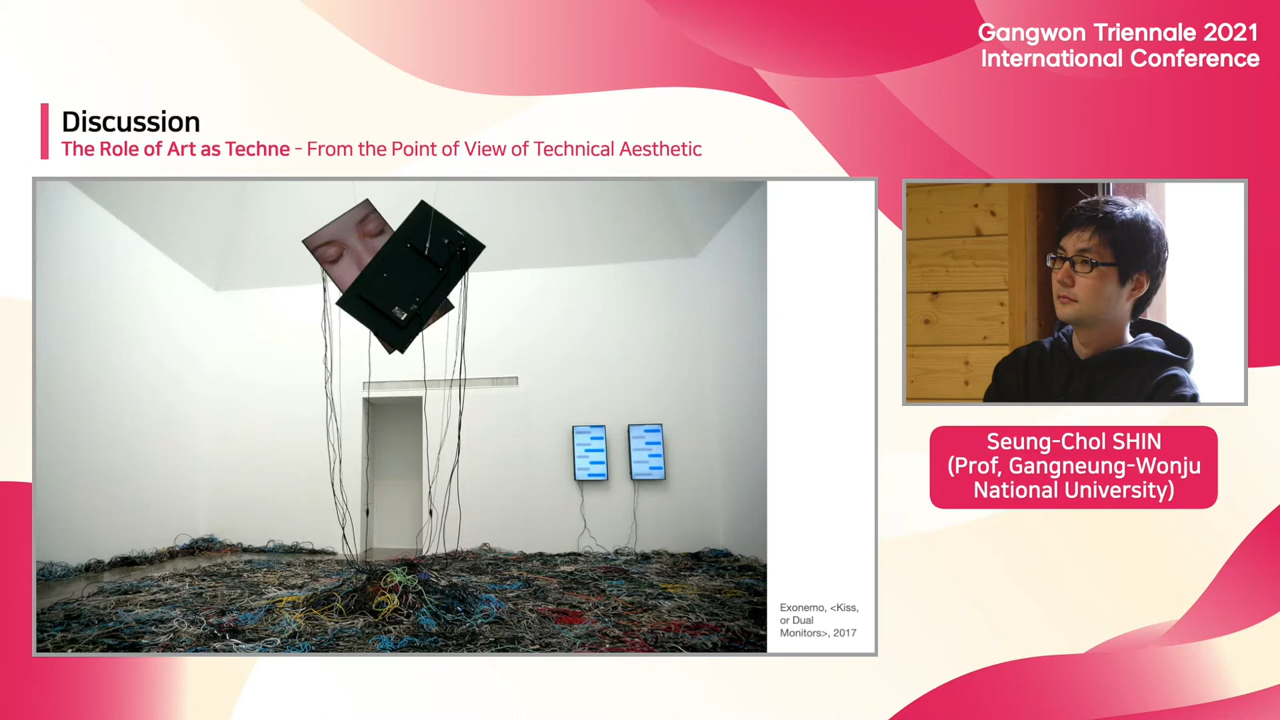 Gangwon Triennale 2021
International Conference
Discussion
The Role of Art as Techne - From the Point of View of Technical Aesthetic
Exonemo, <Kiss,
or Dual
Monitors>, 2017
Seung-Chol SHIN
(Prof, Gangneung-Wonju
National University)